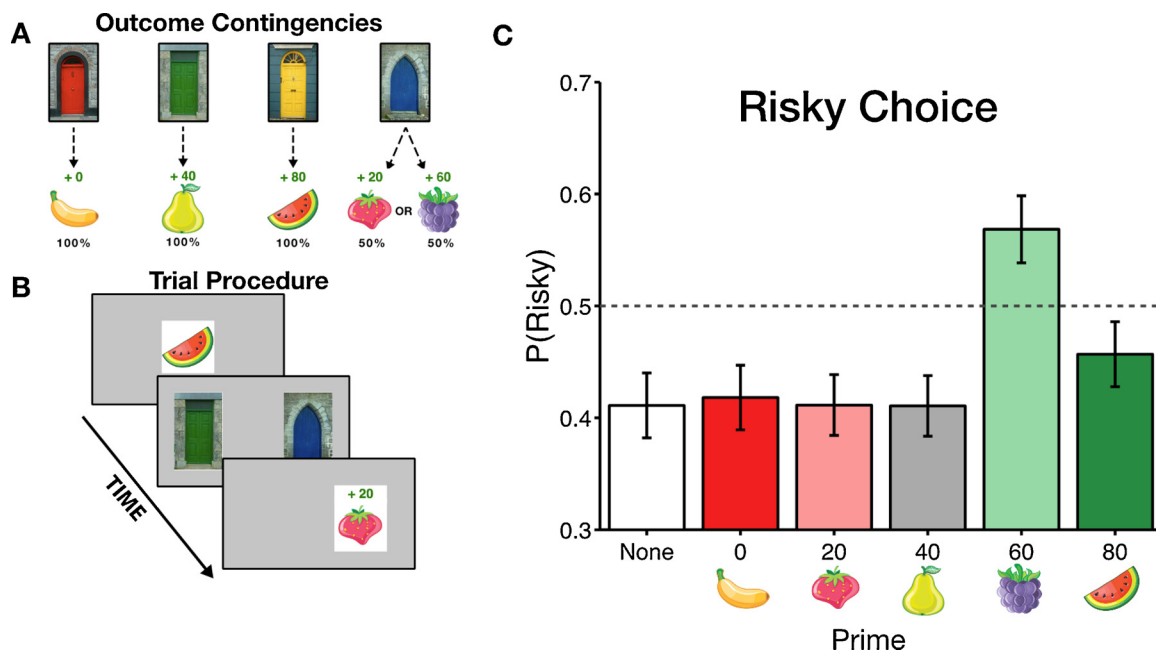 A
Outcome Contingencies
+ 0
+ 40
+ 80
+ 20
+ 60
OR
100%
100%
100%
50%
50%
B
Trial Procedure
+ 20
TIME
C
Risky Choice
P(Risky)
0.7
0.6
0.5
0.4
0.3
None
0
20
40
60
80
Prime